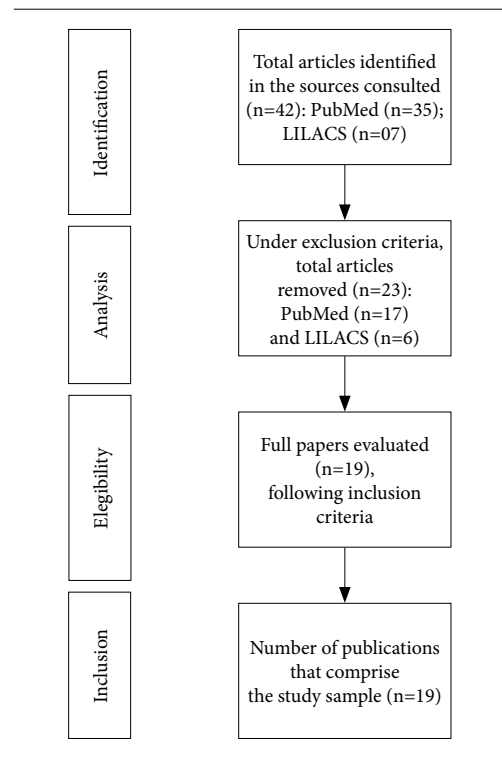 Identification
Total articles identified
in the sources consulted
(n=42): PubMed (n=35);
LILACS (n=07)
Analysis
Under exclusion criteria,
total articles
removed (n=23):
PubMed (n=17)
and LILACS (n=6)
Elegibility
Full papers evaluated
(n=19),
following inclusion
criteria
Inclusion
Number of publications
that comprise
the study sample (n=19)